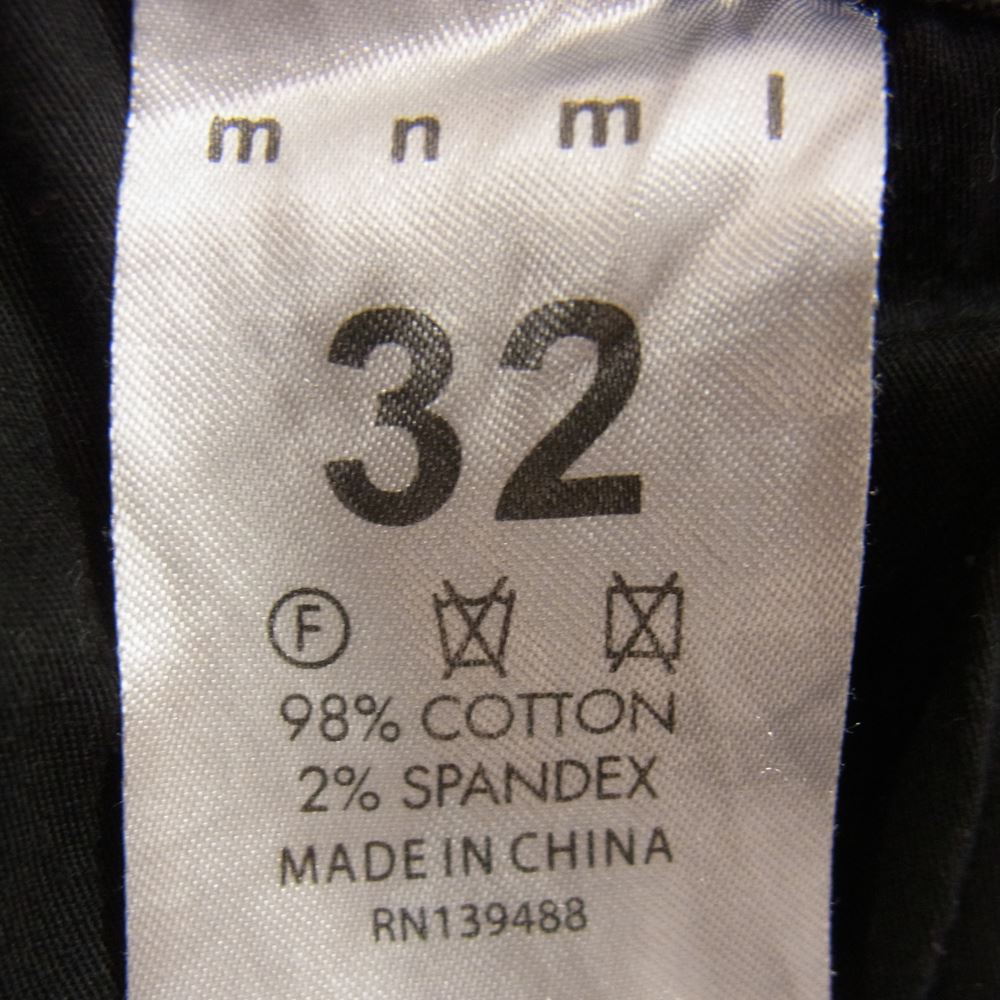 m n m l
32
F
98% COTTON
2% SPANDEX
MADE IN CHINA
RN139488